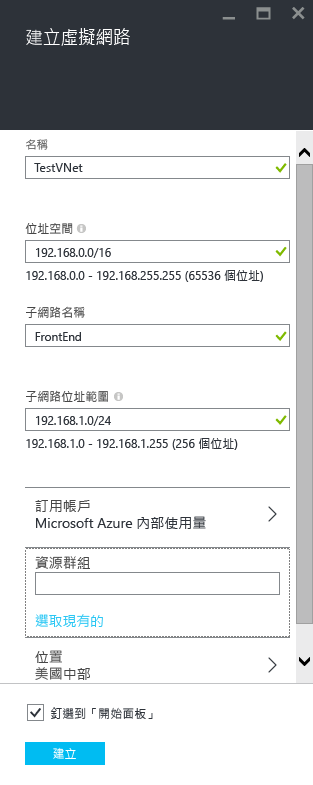 建立虛擬網路
名稱
TestVNet
位址空間
192.168.0.0/16
192.168.0.0 - 192.168.255.255 (65536 個位址)
子網路名稱
FrontEnd
子網路位址範圍
192.168.1.0/24
192.168.1.0 - 192.168.1.255 (256 個位址)
訂用帳戶
Microsoft Azure 內部使用量
資源群組
選取現有的
位置
美國中部
釘選到「開始面板」
建立